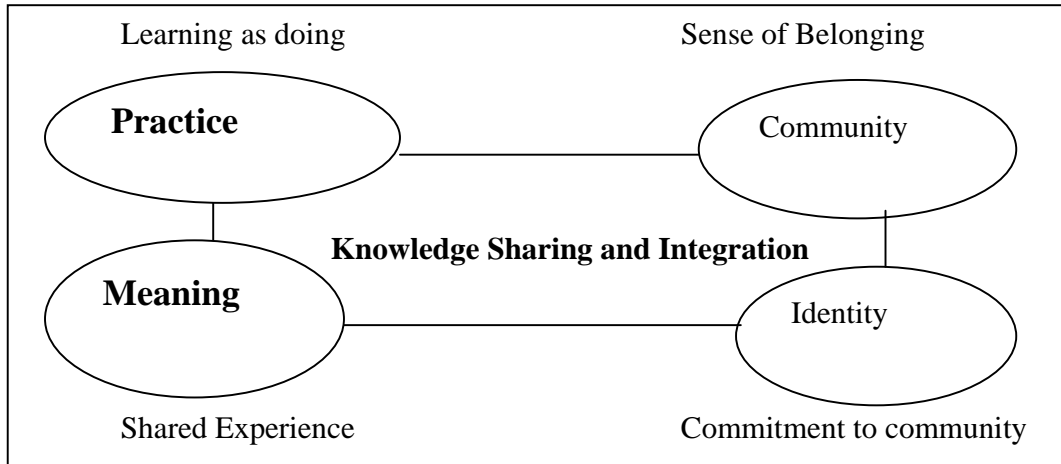 Learning as doing
Sense of Belonging
Practice
Community
Knowledge Sharing and Integration
Meaning
Identity
Shared Experience
Commitment to community